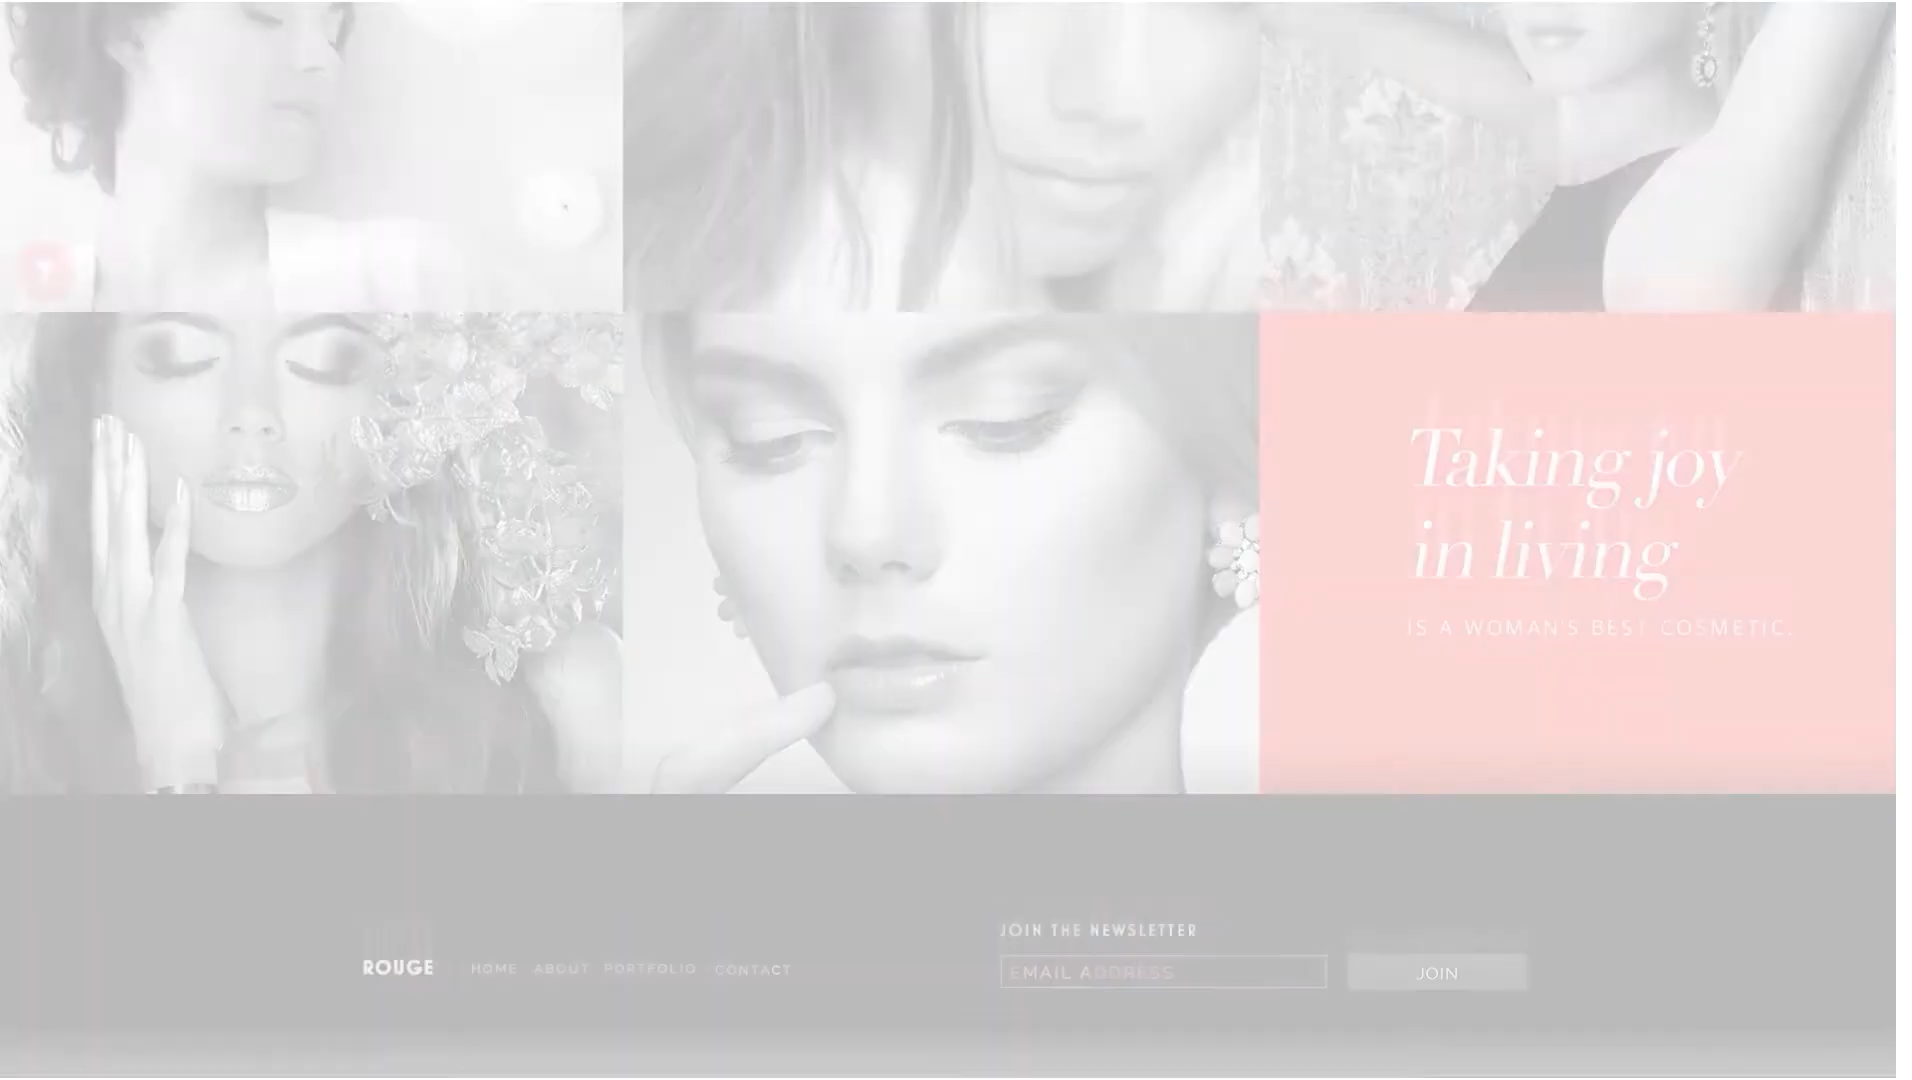 Taking joy
in living
IS A WOMAN'S BEST COSMETIC.
JOIN THE NEWSLETTER
ROUGE HOME ABOUT PORTFOLIO CONTACT
EMAIL ADDRESS JOIN